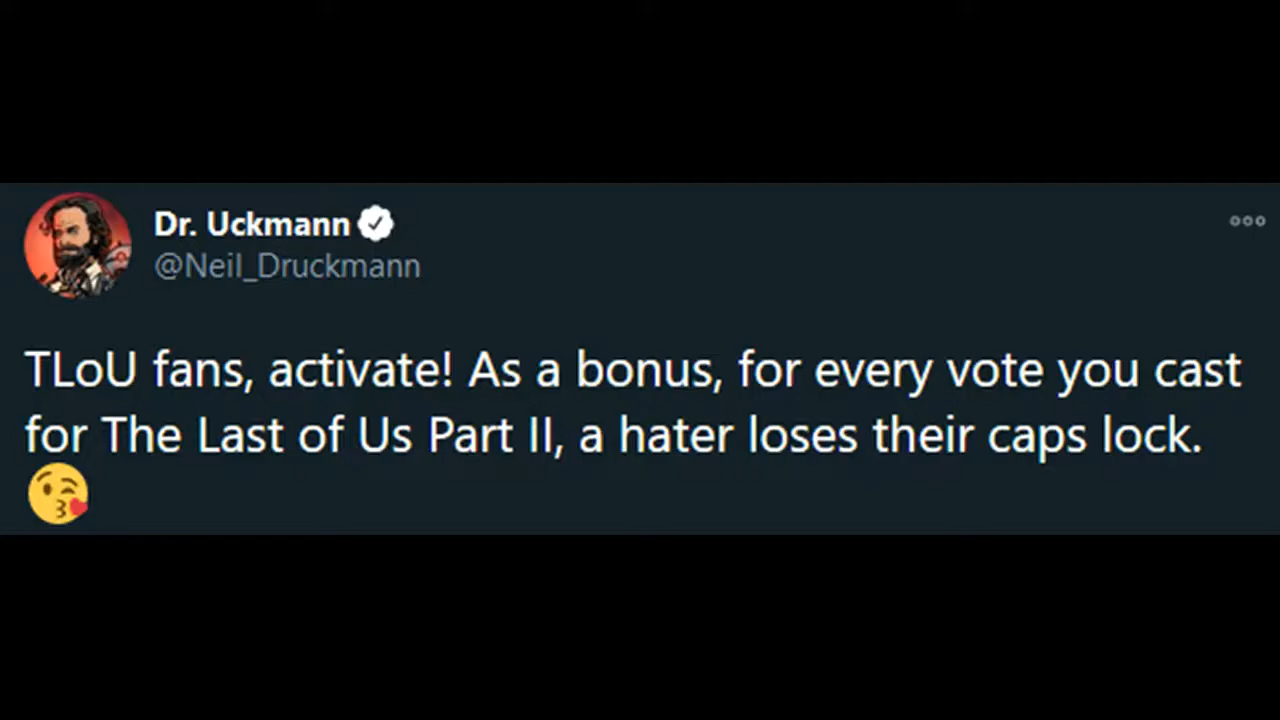 Dr. Uckmann
@Neil_Druckmann
TLoU fans, activate! As a bonus, for every vote you cast
for The Last of Us Part II, a hater loses their caps lock.
😘